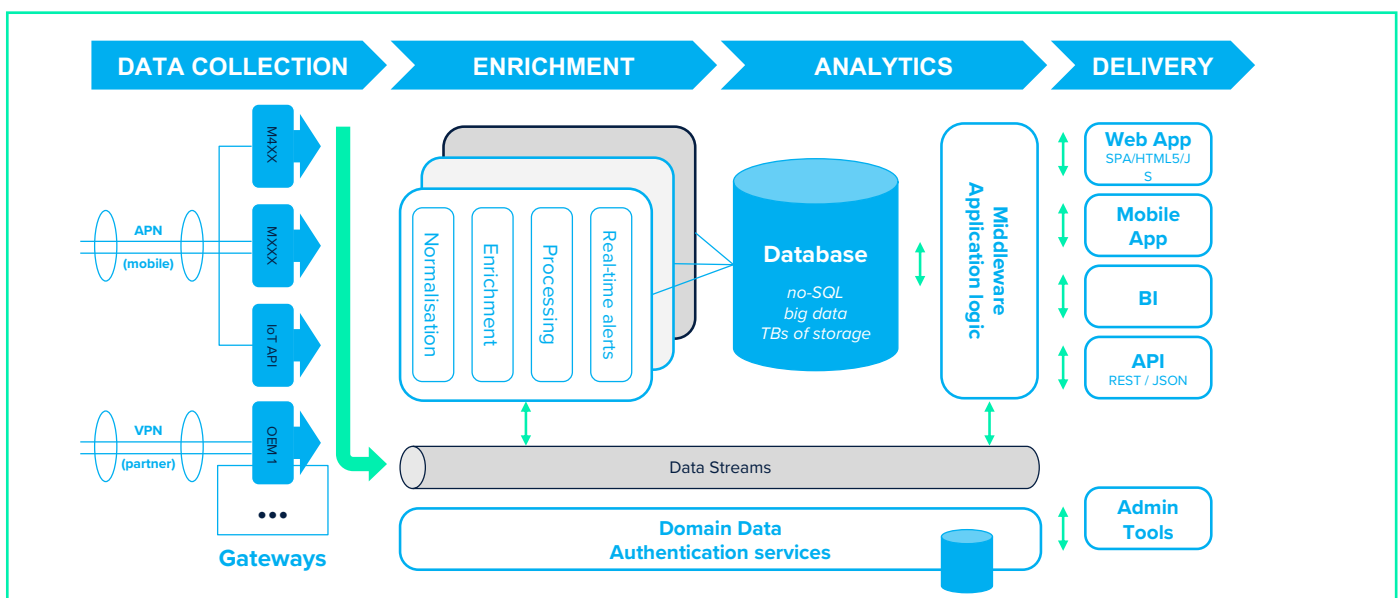 DATA COLLECTION
ENRICHMENT
ANALYTICS
DELIVERY
M4XX
MXXX
IoT API
OEM 1
APN
(mobile)
VPN
(partner)
•••
Gateways
Normalisation
Enrichment
Processing
Real-time alerts
Database
no-SQL
big data
TBs of storage
Middleware
Application logic
Web App
SPA/HTML5/J
S
Mobile
App
BI
API
REST / JSON
Data Streams
Domain Data
Authentication services
Admin
Tools